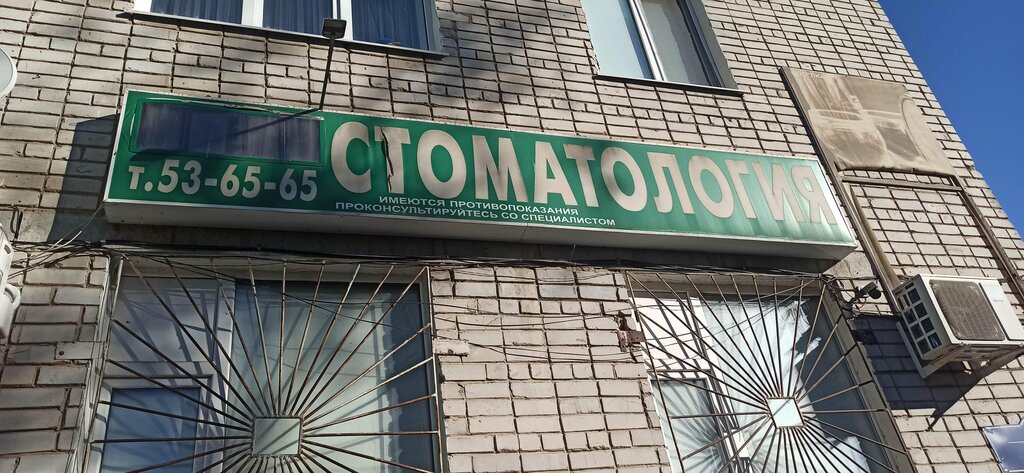 СТОМАТОЛОГИЯ
т.53-65-65
ИМЕЮТСЯ ПРОТИВОПОКАЗАНИЯ
ПРОКОНСУЛЬТИРУЙТЕСЬ СО СПЕЦИАЛИСТОМ